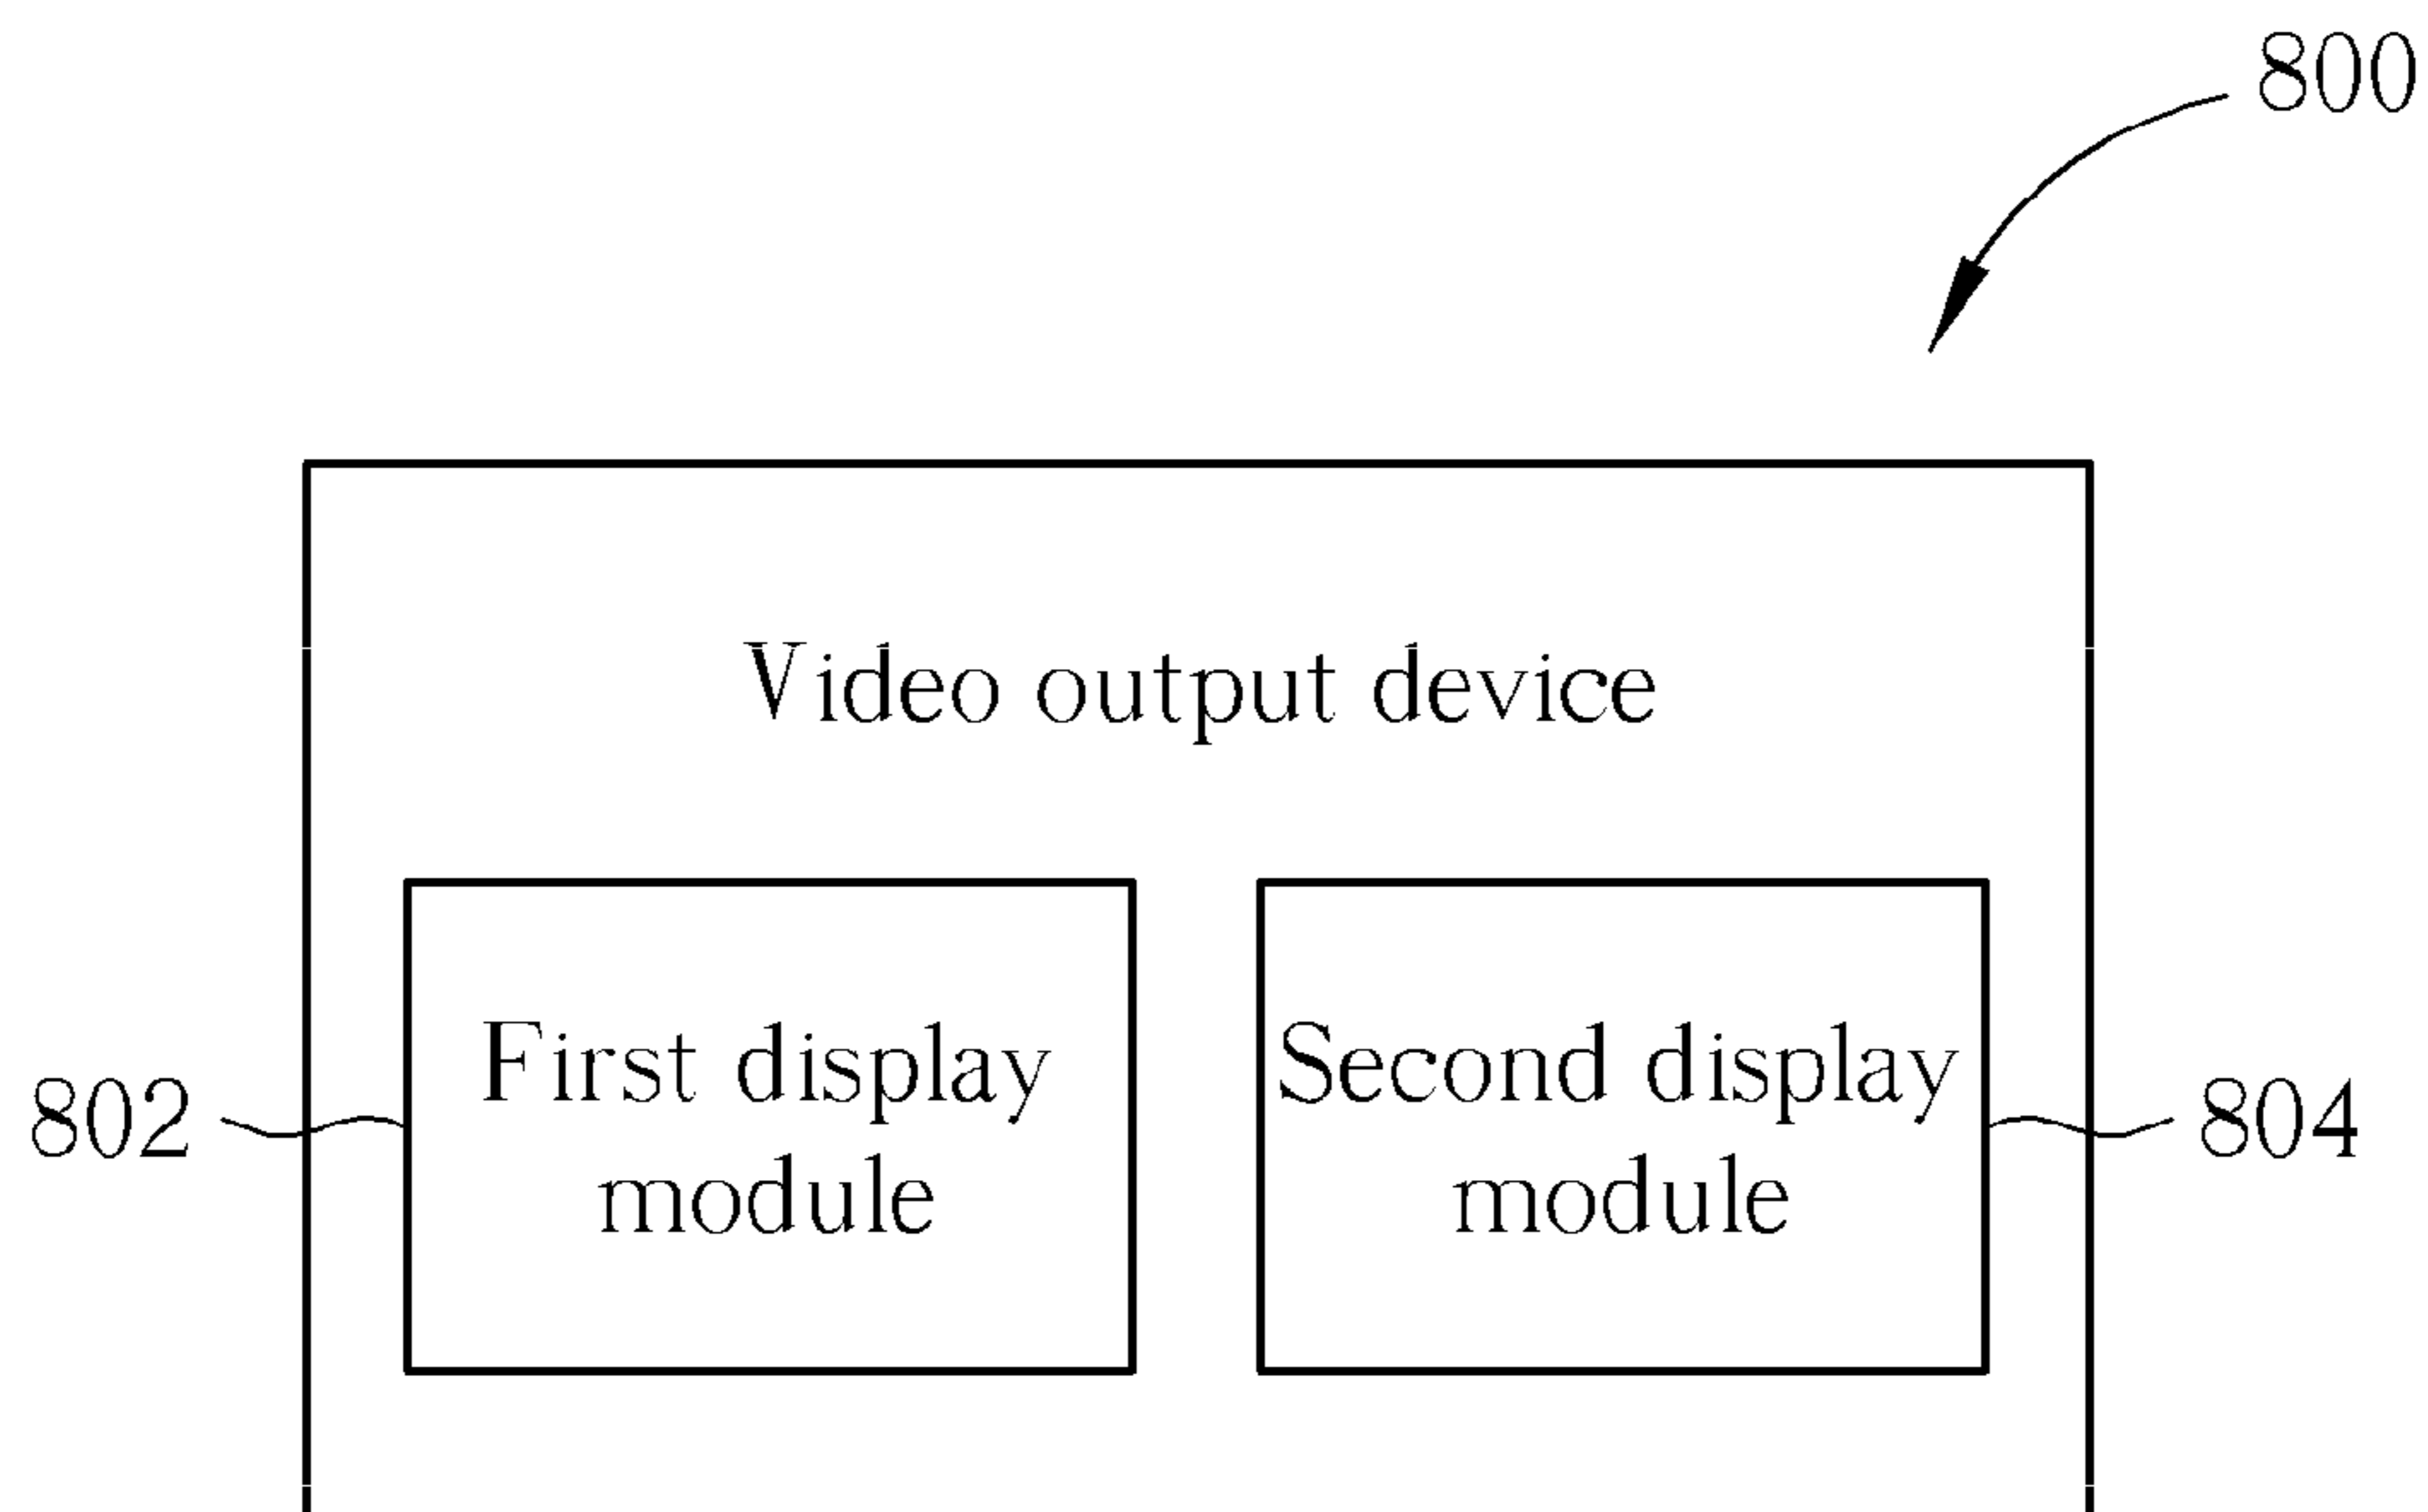 800
Video output device
First display
module
Second display
module
802
804